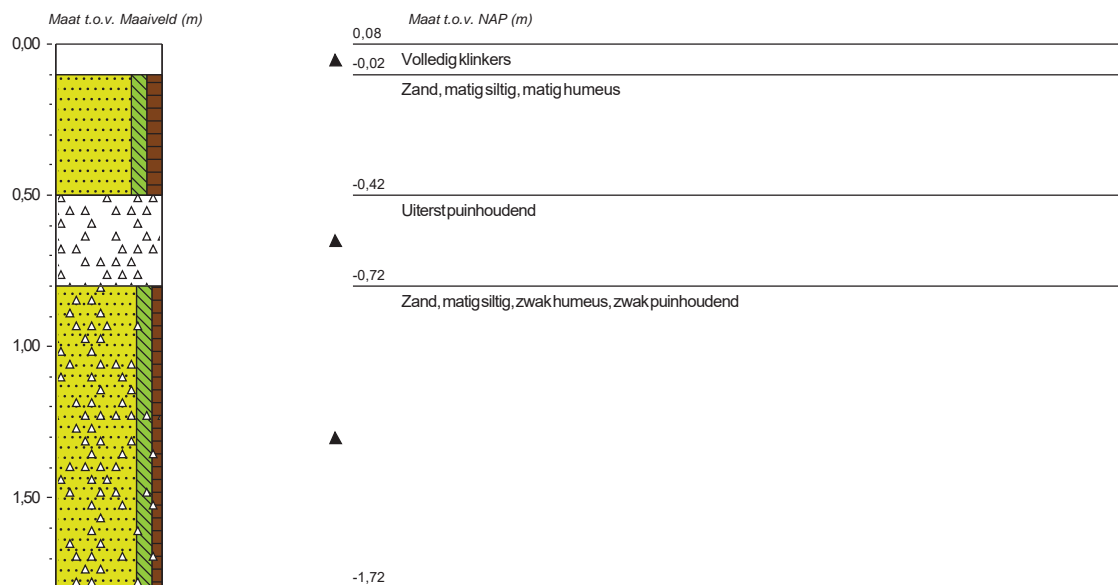 Maat t.o.v. Maaiveld (m)
Maat t.o.v. NAP (m)
0,00
0,08
Volledig klinkers
-0,02
Zand, matig siltig, matig humeus
0,50
-0,42
Uiterst puinhoudend
-0,72
Zand, matig siltig, zwak humeus, zwak puinhoudend
1,00
1,50
-1,72